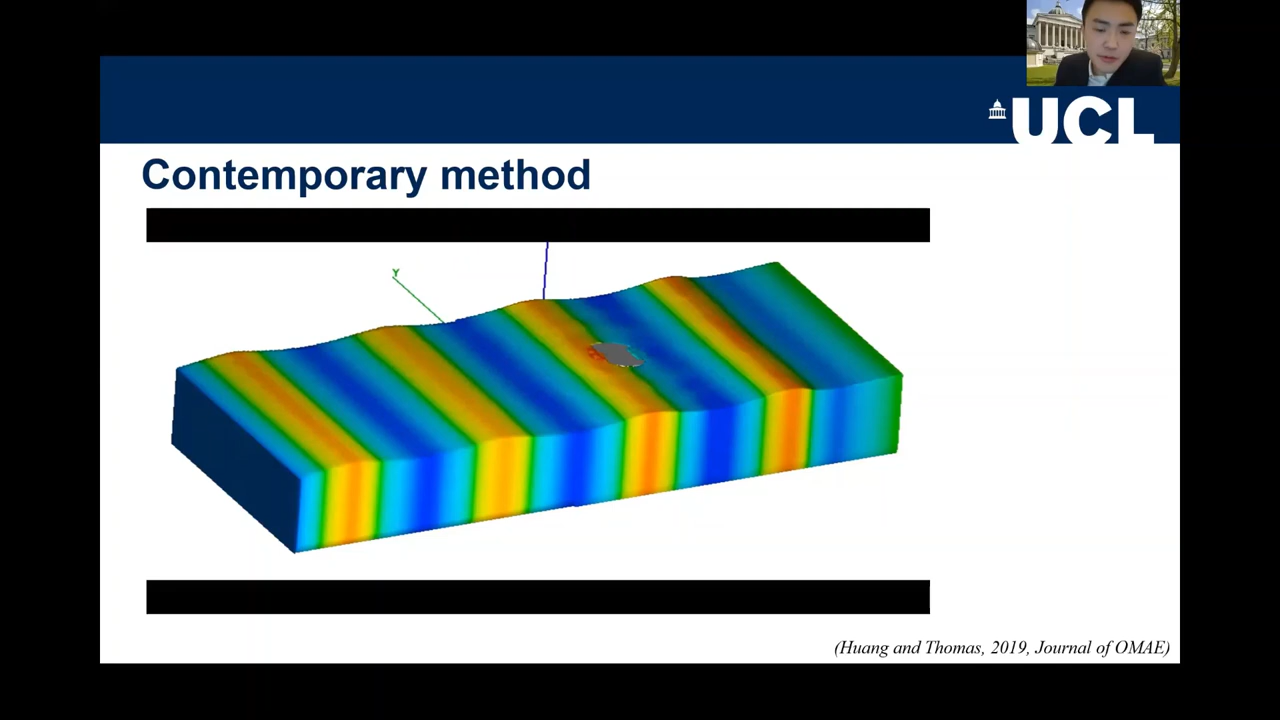 UCL
Contemporary method
Y
(Huang and Thomas, 2019, Journal of OMAE)